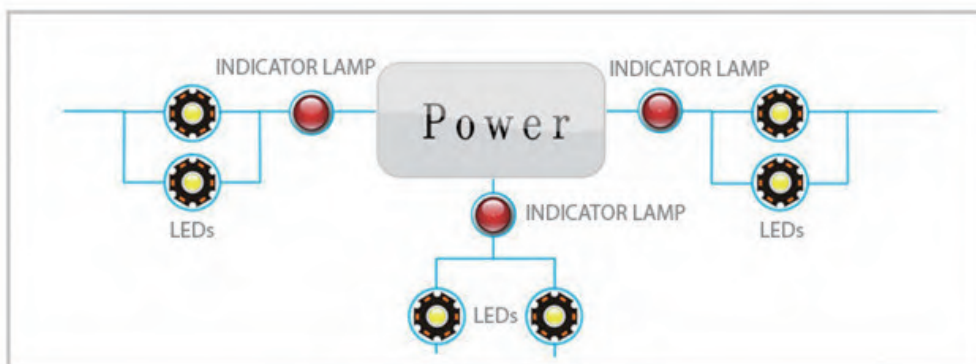 INDICATOR LAMP
INDICATOR LAMP
Power
LEDs
INDICATOR LAMP
LEDs
LEDs